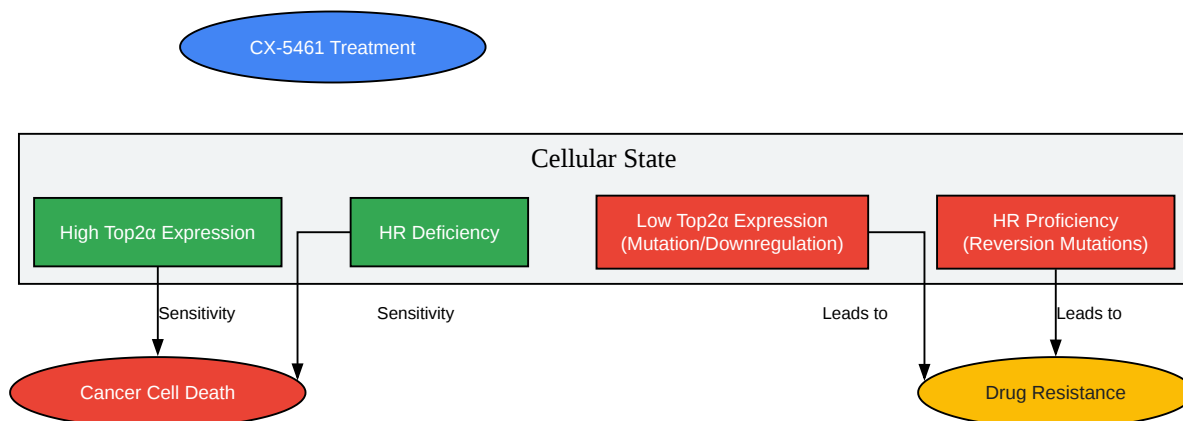 CX-5461 Treatment
Cellular State
High Top2α Expression
HR Deficiency
Low Top2α Expression
(Mutation/Downregulation)
HR Proficiency
(Reversion Mutations)
Sensitivity
Sensitivity
Leads to
Leads to
Cancer Cell Death
Drug Resistance